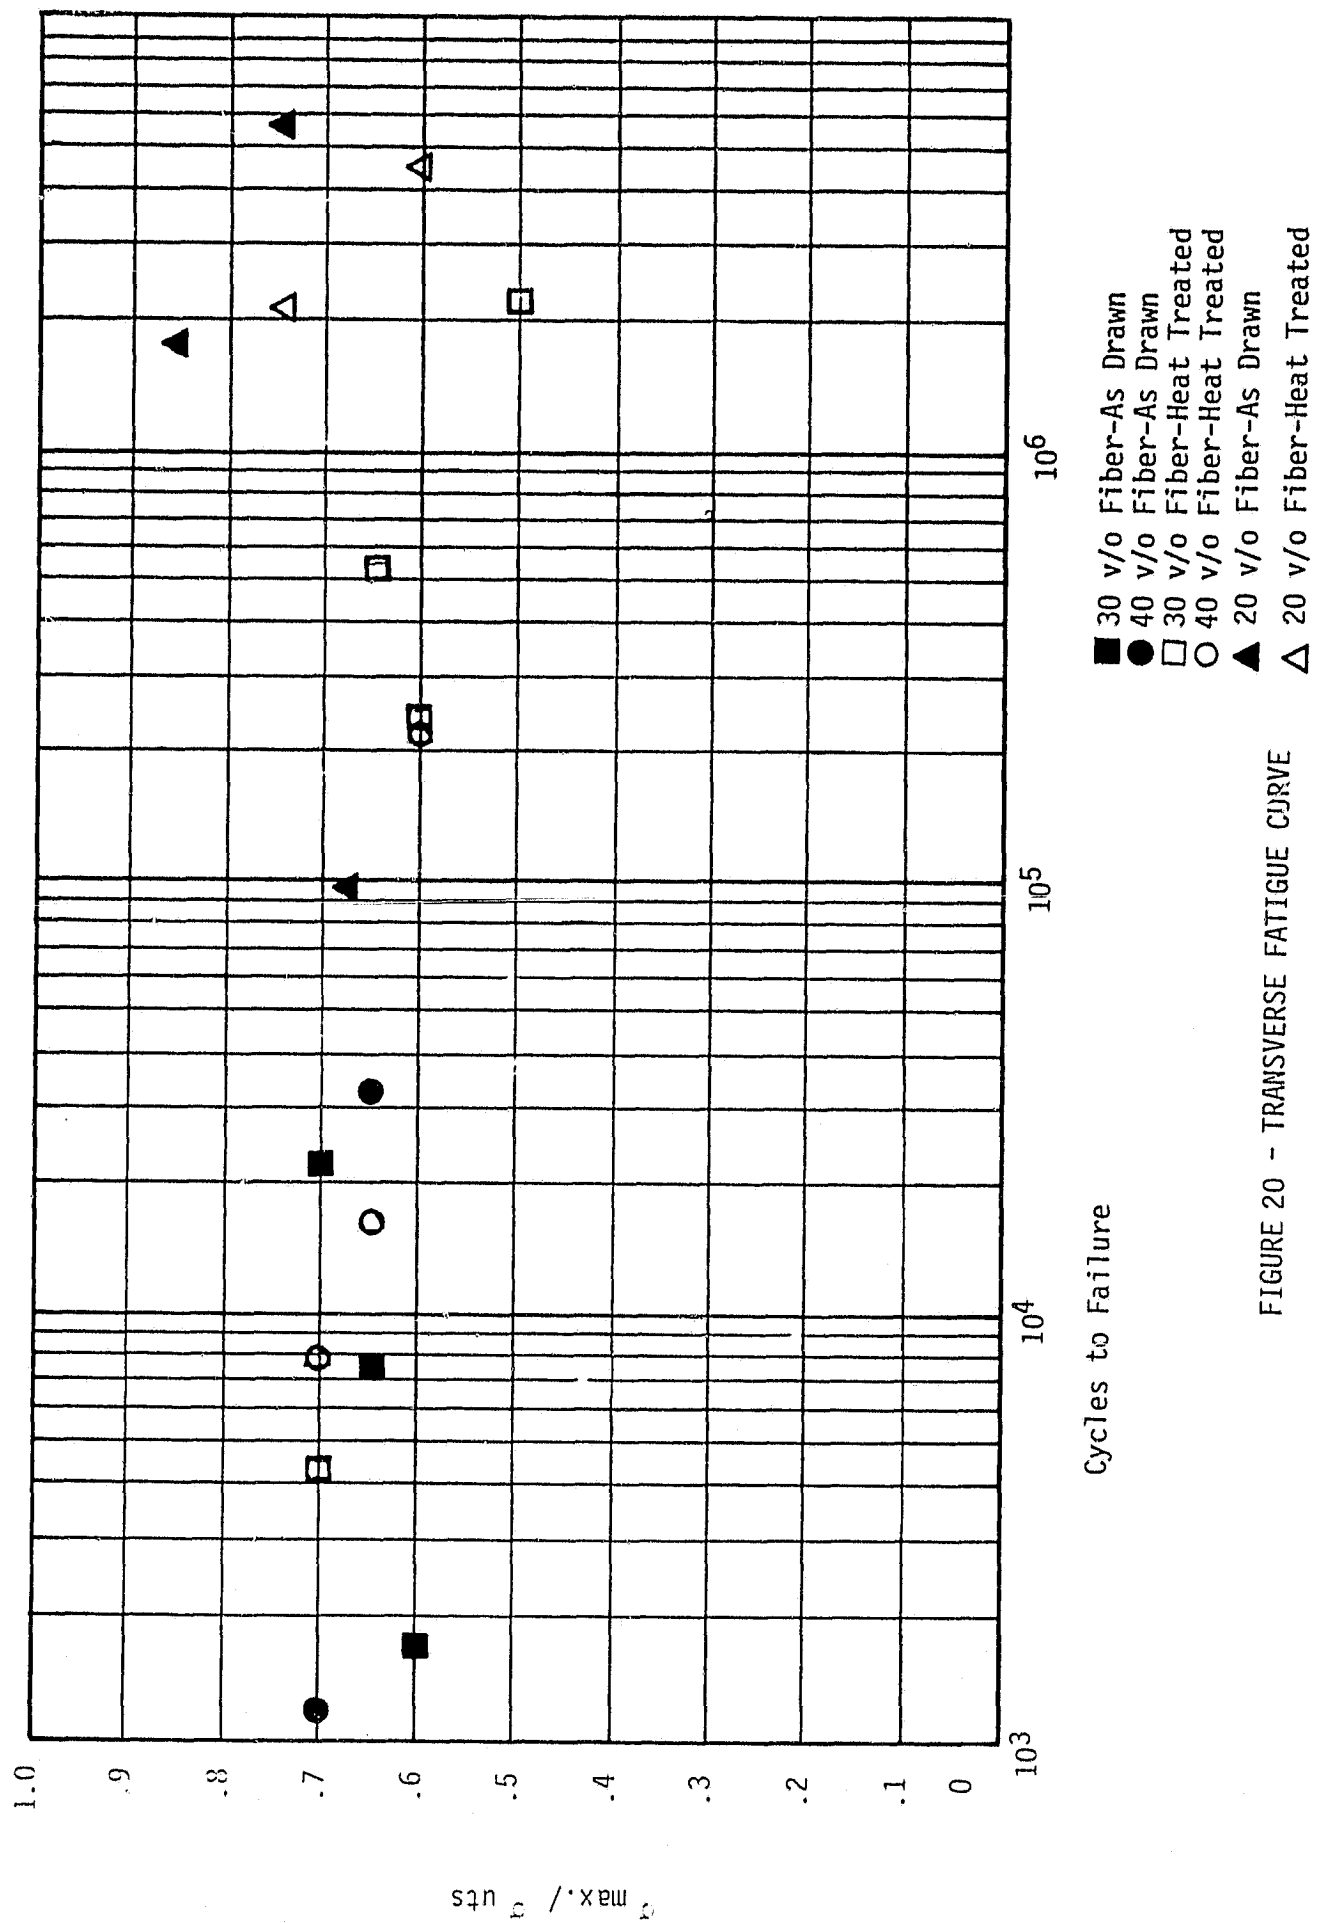 σ max. / σ uts
1.0
.9
.8
.7
.6
.5
.4
.3
.2
.1
0
10³
10⁴
10⁵
10⁶
Cycles to Failure
■ 30 v/o Fiber-As Drawn
● 40 v/o Fiber-As Drawn
□ 30 v/o Fiber-Heat Treated
○ 40 v/o Fiber-Heat Treated
▲ 20 v/o Fiber-As Drawn
△ 20 v/o Fiber-Heat Treated
FIGURE 20 - TRANSVERSE FATIGUE CURVE